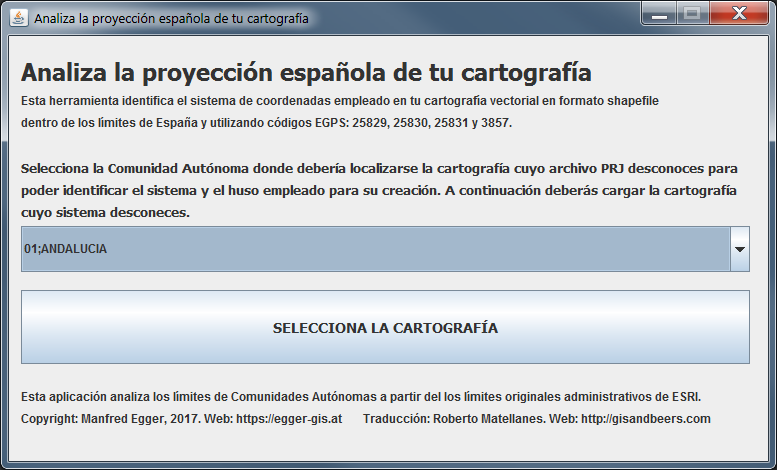 Analiza la proyección española de tu cartografía
Analiza la proyección española de tu cartografía
Esta herramienta identifica el sistema de coordenadas empleado en tu cartografía vectorial en formato shapefile
dentro de los límites de España y utilizando códigos EGPS: 25829, 25830, 25831 y 3857.
Selecciona la Comunidad Autónoma donde debería localizarse la cartografía cuyo archivo PRJ desconoces para
poder identificar el sistema y el huso empleado para su creación. A continuación deberás cargar la cartografía
cuyo sistema desconeces.
01;ANDALUCIA
SELECCIONA LA CARTOGRAFÍA
Esta aplicación analiza los límites de Comunidades Autónomas a partir del los límites originales administrativos de ESRI.
Copyright: Manfred Egger, 2017. Web: https://egger-gis.at Traducción: Roberto Matellanes. Web: http://gisandbeers.com